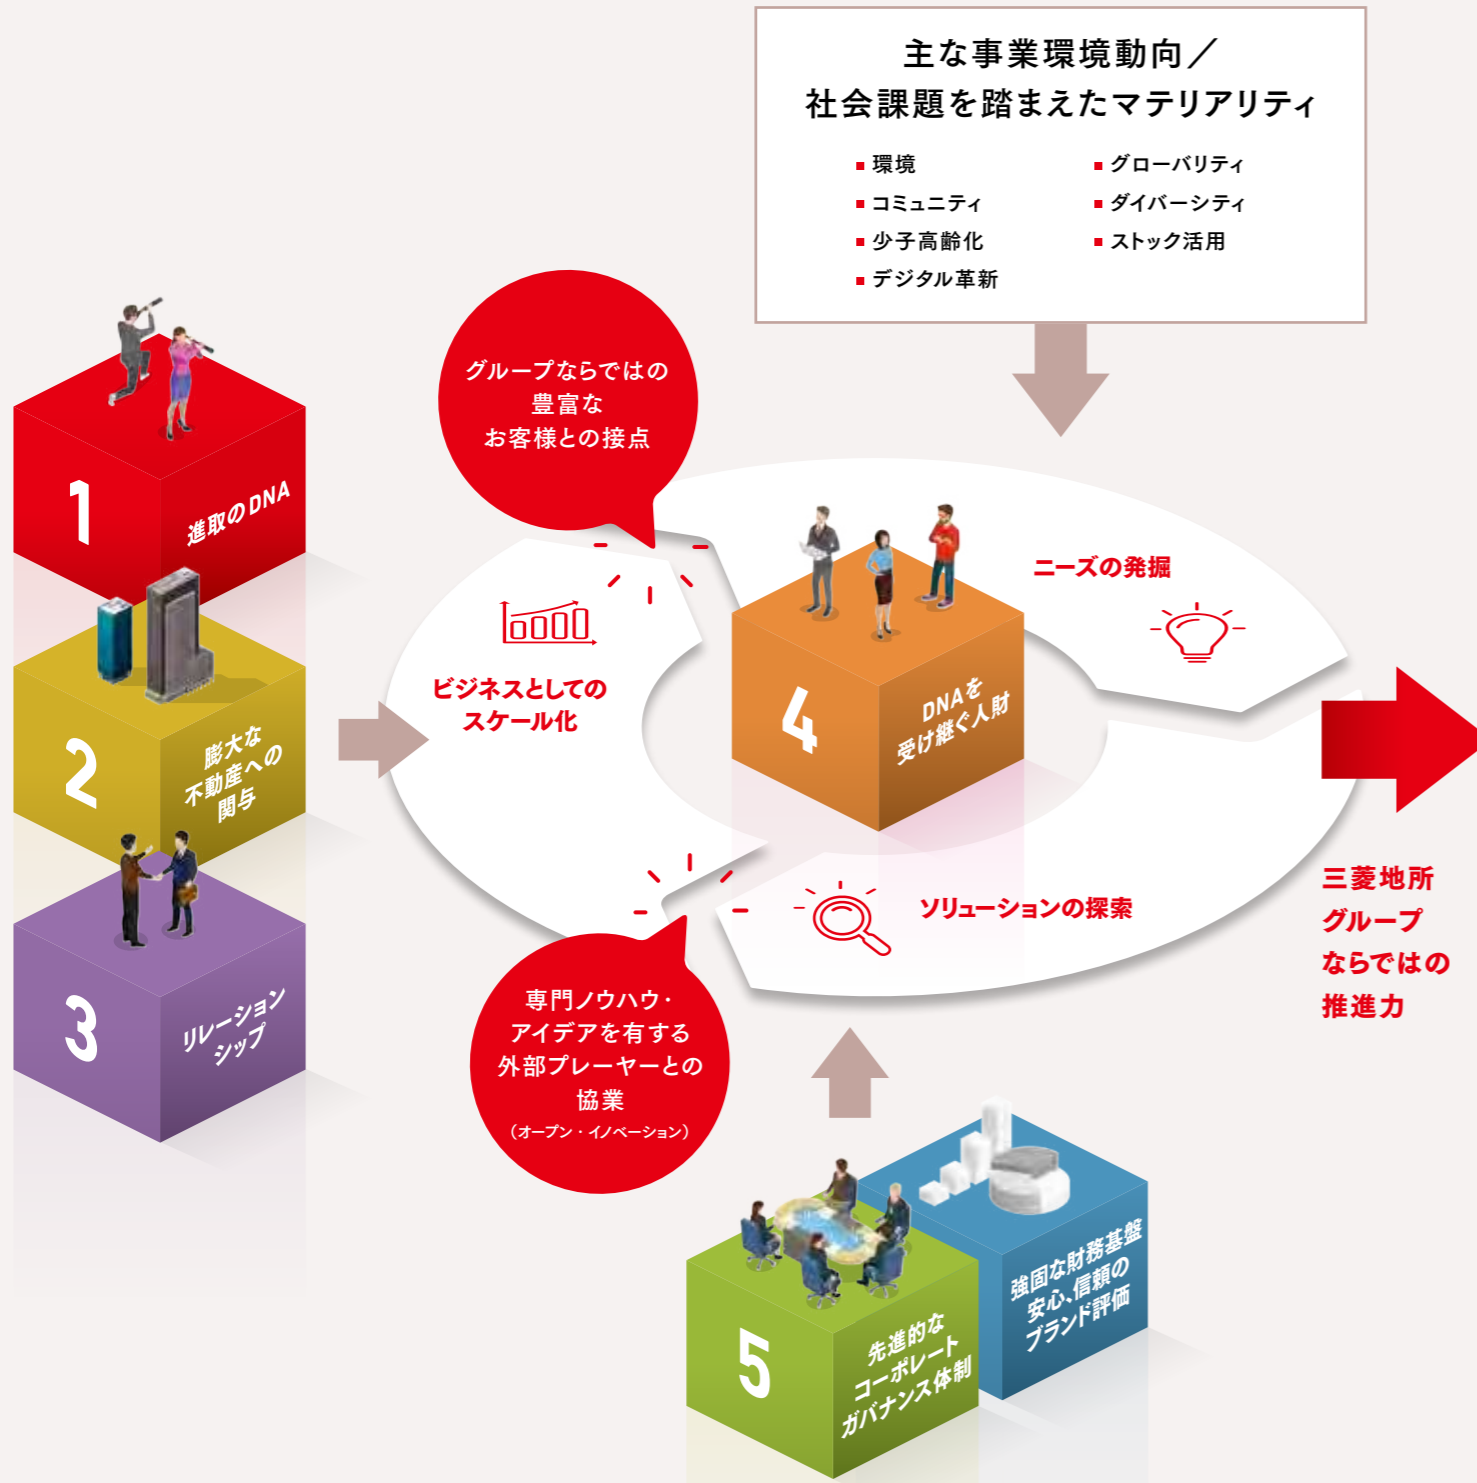 主な事業環境動向／
社会課題を踏まえたマテリアリティ
■ 環境
■ コミュニティ
■ 少子高齢化
■ デジタル革新
■ グローバリティ
■ ダイバーシティ
■ ストック活用
グループならではの
豊富な
お客様との接点
1
進取のDNA
2
膨大な
不動産への
関与
3
リレーション
シップ
ビジネスとしての
スケール化
ニーズの発掘
4
DNAを
受け継ぐ人財
ソリューションの探索
専門ノウハウ・
アイデアを有する
外部プレーヤーとの
協業
（オープン・イノベーション）
三菱地所
グループ
ならではの
推進力
5
先進的な
コーポレート
ガバナンス体制
強固な財務基盤
安心、信頼の
ブランド評価